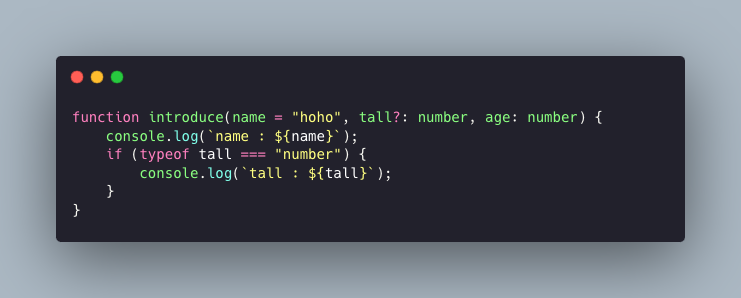 function introduce(name = "hoho", tall?: number, age: number) {
    console.log(`name : ${name}`);
    if (typeof tall === "number") {
        console.log(`tall : ${tall}`);
    }
}